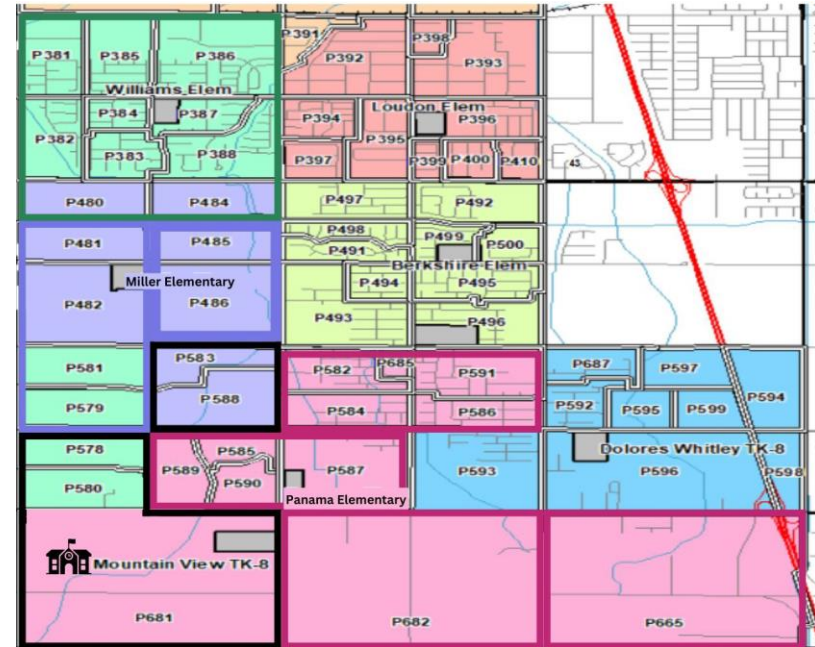 P391
P398
P381
P385
P386
P392
P393
Williams Elem
Loudon Elem
P384
P387
P394
P396
P382
P395
P383
P388
P397
P399
P400
P410
43
P480
P484
P497
P492
P481
P485
P498
P499
P500
P491
Berkshire Elem
Miller Elementary
P494
P495
P482
P486
P493
P496
P581
P583
P582
P685
P591
P687
P597
P588
P579
P584
P586
P592
P595
P599
P594
P578
P585
Dolores Whitley TK-8
P589
P587
P593
P596
P598
P580
P590
Panama Elementary
Mountain View TK-8
P681
P682
P665